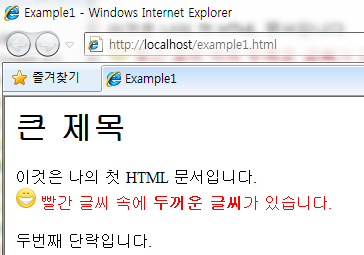 Example1 - Windows Internet Explorer
http://localhost/example1.html
즐겨찾기
Example1
큰 제목
이것은 나의 첫 HTML 문서입니다.
빨간 글씨 속에 두꺼운 글씨가 있습니다.
두번째 단락입니다.